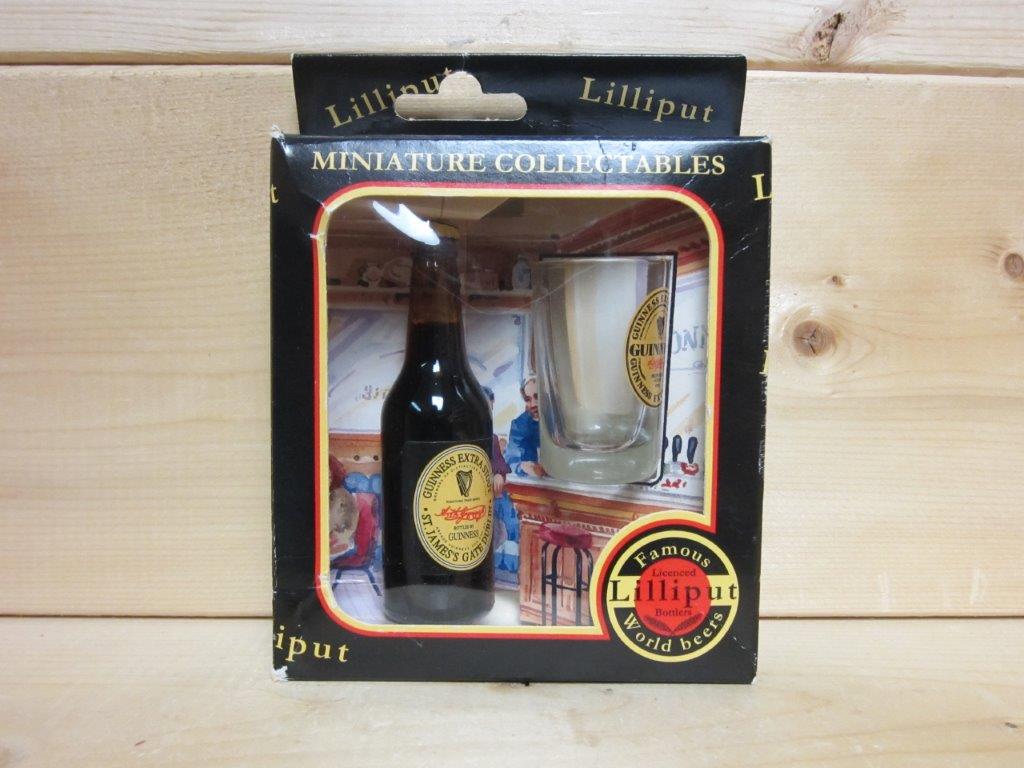 Lilliput Lilliput
MINIATURE COLLECTABLES
GUINNESS
GUINNESS EXTRA STOUT
BOTTLED BY
GUINNESS
ST. JAMES'S GATE DUBLIN
Famous
Licenced
Lilliput
Bottlers
World beers
iput